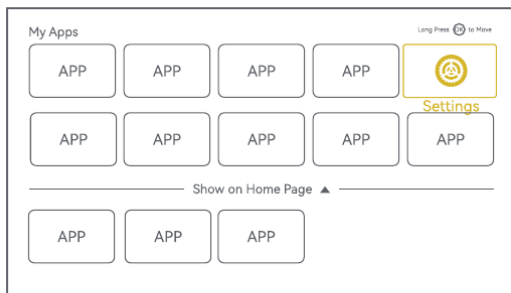 My Apps
Long Press OK to Move
APP APP APP APP
Settings
APP APP APP APP APP
Show on Home Page ▲
APP APP APP